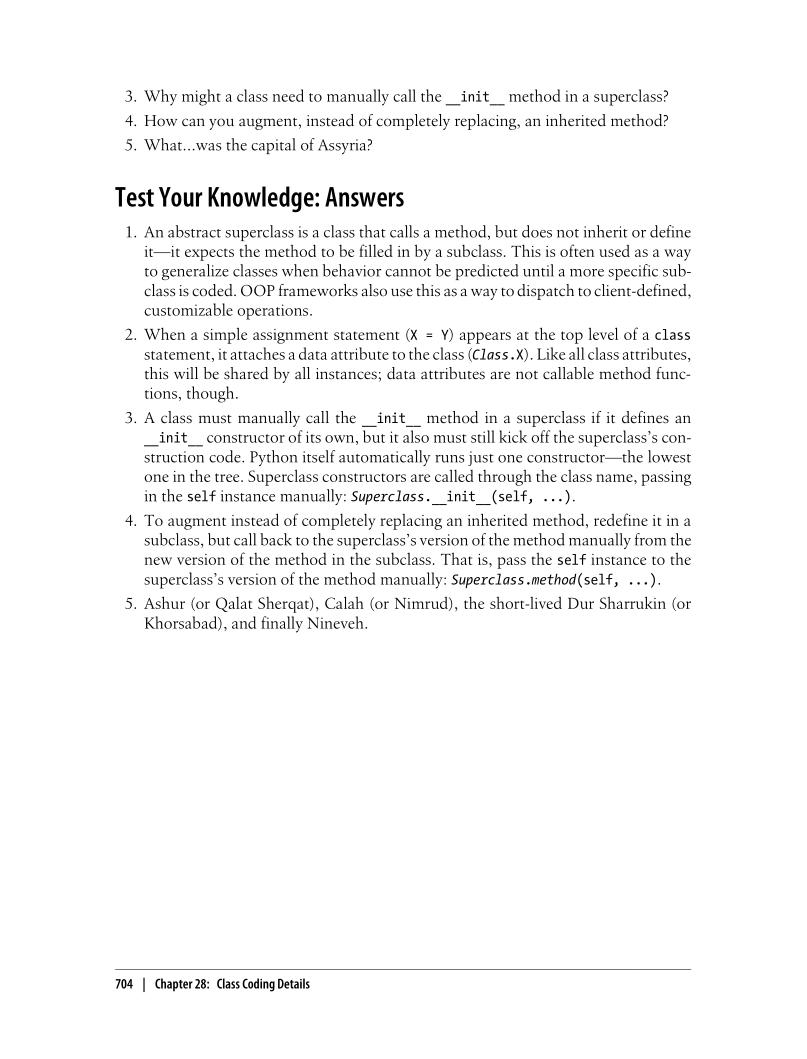 3. Why might a class need to manually call the __init__ method in a superclass?
4. How can you augment, instead of completely replacing, an inherited method?
5. What...was the capital of Assyria?
Test Your Knowledge: Answers
1. An abstract superclass is a class that calls a method, but does not inherit or define
it—it expects the method to be filled in by a subclass. This is often used as a way
to generalize classes when behavior cannot be predicted until a more specific sub-
class is coded. OOP frameworks also use this as a way to dispatch to client-defined,
customizable operations.
2. When a simple assignment statement (X = Y) appears at the top level of a class
statement, it attaches a data attribute to the class (Class.X). Like all class attributes,
this will be shared by all instances; data attributes are not callable method func-
tions, though.
3. A class must manually call the __init__ method in a superclass if it defines an
__init__ constructor of its own, but it also must still kick off the superclass’s con-
struction code. Python itself automatically runs just one constructor—the lowest
one in the tree. Superclass constructors are called through the class name, passing
in the self instance manually: Superclass.__init__(self, ...).
4. To augment instead of completely replacing an inherited method, redefine it in a
subclass, but call back to the superclass’s version of the method manually from the
new version of the method in the subclass. That is, pass the self instance to the
superclass’s version of the method manually: Superclass.method(self, ...).
5. Ashur (or Qalat Sherqat), Calah (or Nimrud), the short-lived Dur Sharrukin (or
Khorsabad), and finally Nineveh.
704 | Chapter 28: Class Coding Details